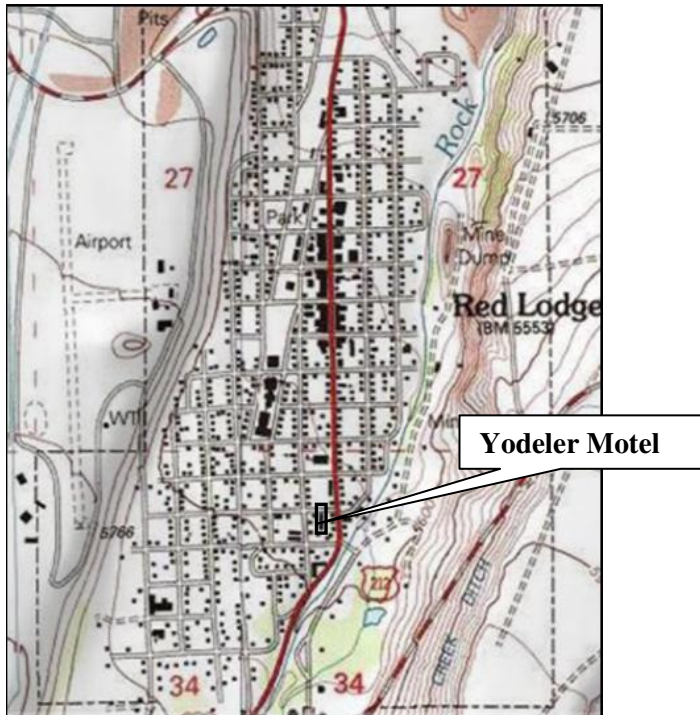 Pits
Rock
5706
27
27
Park
Airport
Mine
Dump
Red Lodge
(BM 5553)
Yodeler Motel
5766
5600
212
DITCH
CREEK
34
34